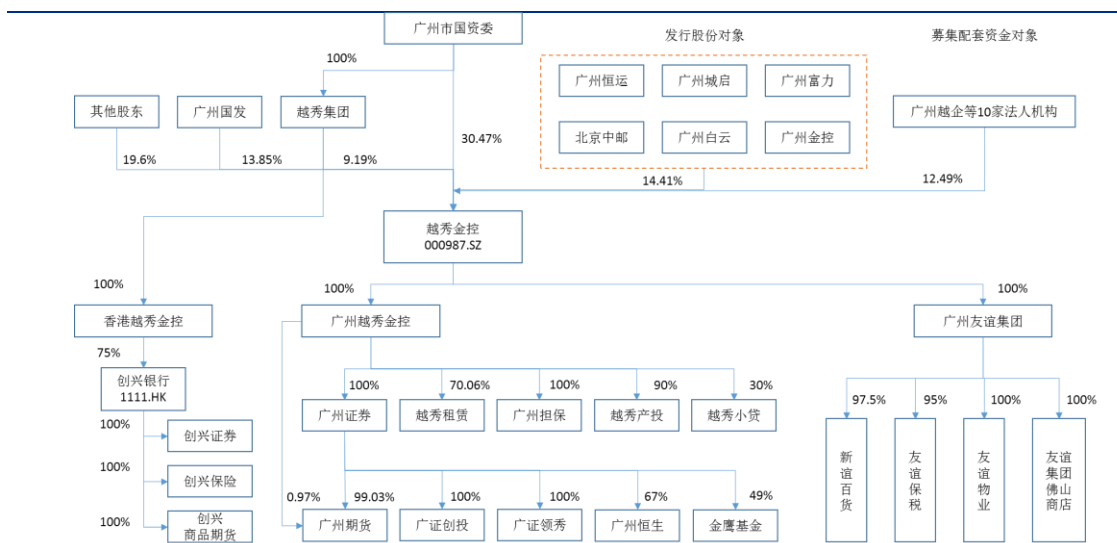 广州市国资委
发行股份对象
募集配套资金对象
100%
广州恒运
广州城启
广州富力
其他股东
广州国发
越秀集团
广州越企等10家法人机构
30.47%
北京中邮
广州白云
广州金控
19.6%
13.85%
9.19%
14.41%
12.49%
越秀金控
000987.SZ
100%
100%
100%
香港越秀金控
广州越秀金控
广州友谊集团
75%
创兴银行
1111.HK
100%
70.06%
100%
90%
30%
97.5%
95%
100%
100%
广州证券
越秀租赁
广州担保
越秀产投
越秀小贷
100%
创兴证券
新谊百货
友谊保税
友谊物业
友谊
集团
佛山
商店
100%
创兴保险
0.97%
99.03%
100%
100%
67%
49%
100%
创兴
商品期货
广州期货
广证创投
广证领秀
广州恒生
金鹰基金